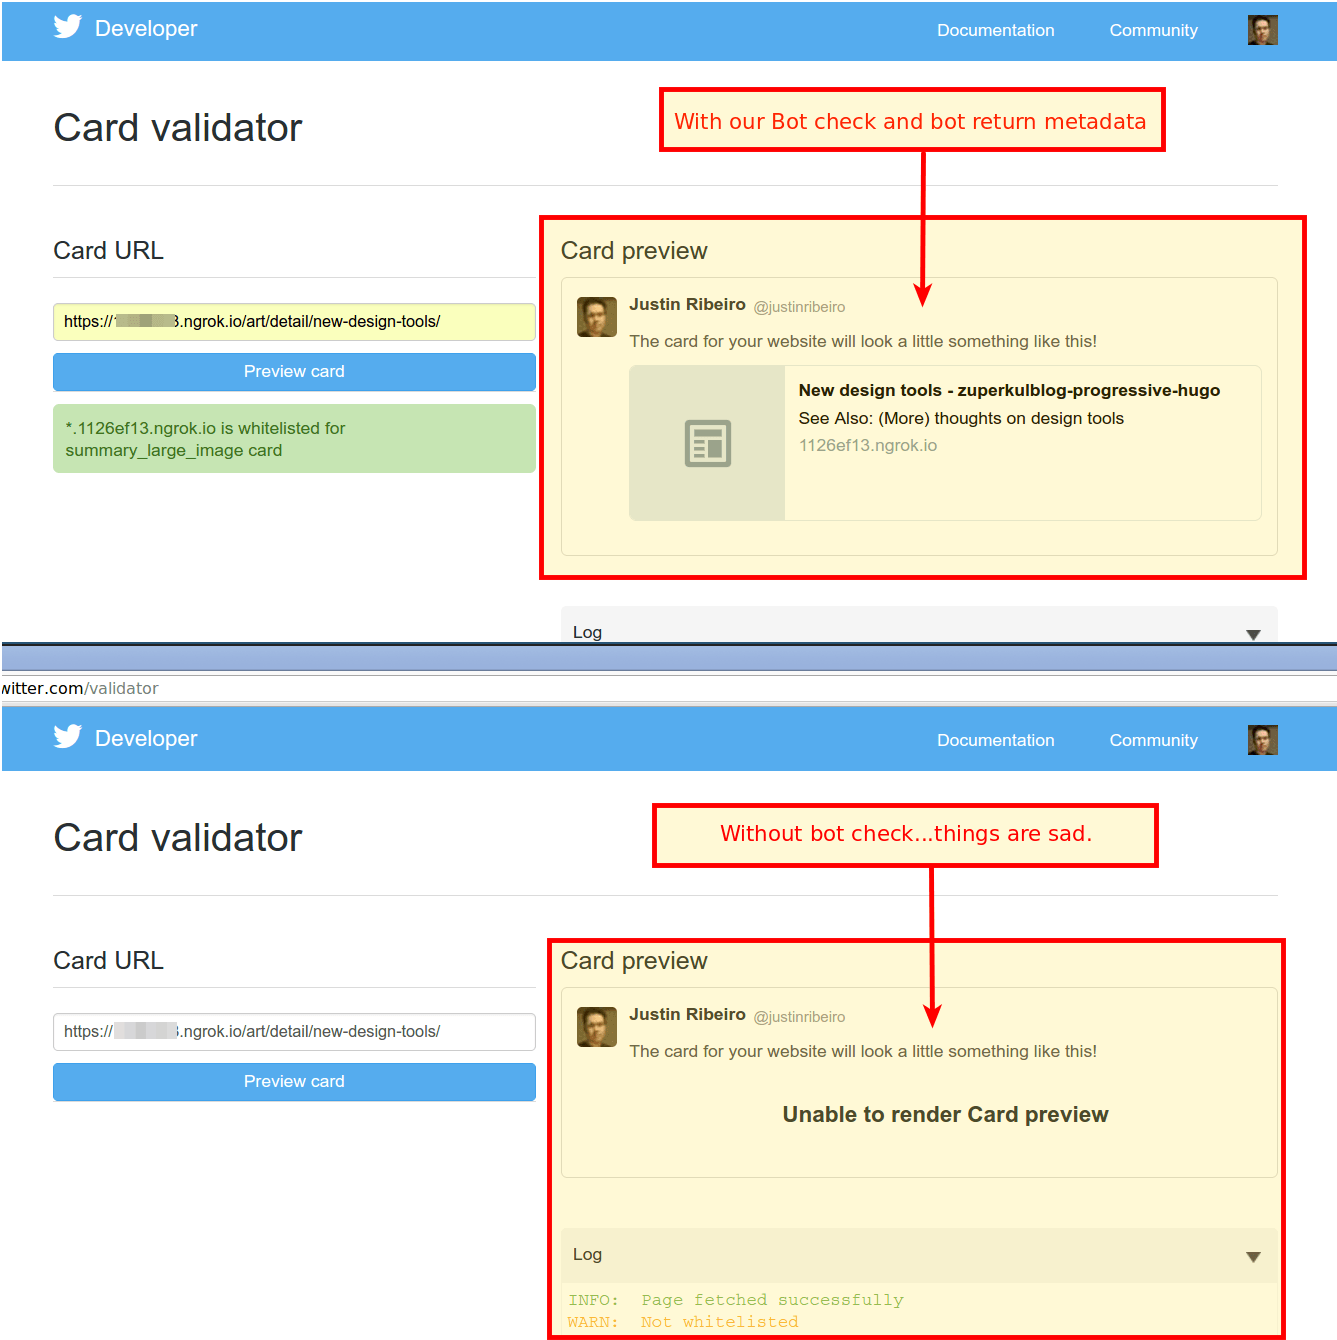 Developer
Documentation
Community
Card validator
With our Bot check and bot return metadata
Card URL
https://3.ngrok.io/art/detail/new-design-tools/
Preview card
*.1126ef13.ngrok.io is whitelisted for
summary_large_image card
Card preview
Justin Ribeiro @justinribeiro
The card for your website will look a little something like this!
New design tools - zuperkulblog-progressive-hugo
See Also: (More) thoughts on design tools
1126ef13.ngrok.io
Log
witter.com/validator
Developer
Documentation
Community
Card validator
Without bot check...things are sad.
Card URL
https://3.ngrok.io/art/detail/new-design-tools/
Preview card
Card preview
Justin Ribeiro @justinribeiro
The card for your website will look a little something like this!
Unable to render Card preview
Log
INFO: Page fetched successfully
WARN: Not whitelisted